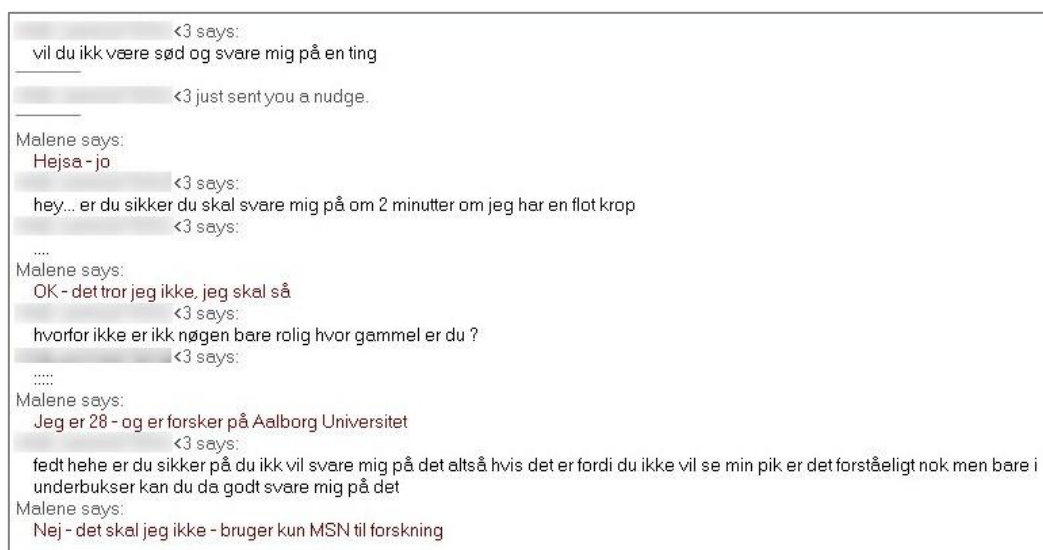 <3 says:
vil du ikk være sød og svare mig på en ting
<3 just sent you a nudge.
Malene says:
Hejsa - jo
<3 says:
hey... er du sikker du skal svare mig på om 2 minutter om jeg har en flot krop
<3 says:
....
Malene says:
OK - det tror jeg ikke, jeg skal så
<3 says:
hvorfor ikke er ikk nøgen bare rolig hvor gammel er du ?
<3 says:
:::::
Malene says:
Jeg er 28 - og er forsker på Aalborg Universitet
<3 says:
fedt hehe er du sikker på du ikk vil svare mig på det altså hvis det er fordi du ikke vil se min pik er det forståeligt nok men bare i
underbukser kan du da godt svare mig på det
Malene says:
Nej - det skal jeg ikke - bruger kun MSN til forskning